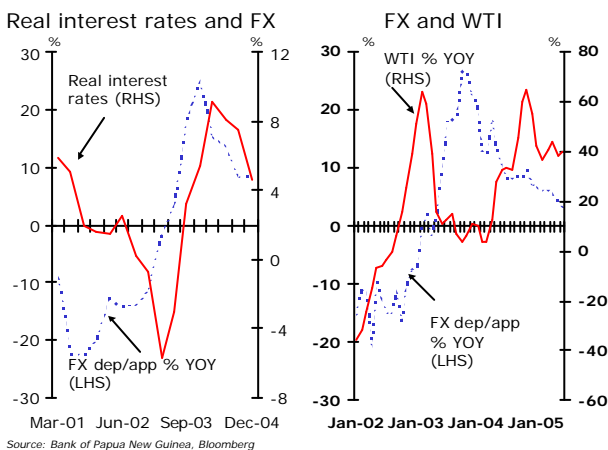 Real interest rates and FX
%
%
30
20
10
0
-10
-20
-30
12
8
4
0
-4
-8
Real interest
rates (RHS)
FX dep/app % YOY
(LHS)
Mar-01 Jun-02 Sep-03 Dec-04
FX and WTI
%
%
30
20
10
0
-10
-20
-30
80
60
40
20
0
-20
-40
-60
WTI % YOY
(RHS)
FX dep/app
% YOY
(LHS)
Jan-02 Jan-03 Jan-04 Jan-05
Source: Bank of Papua New Guinea, Bloomberg